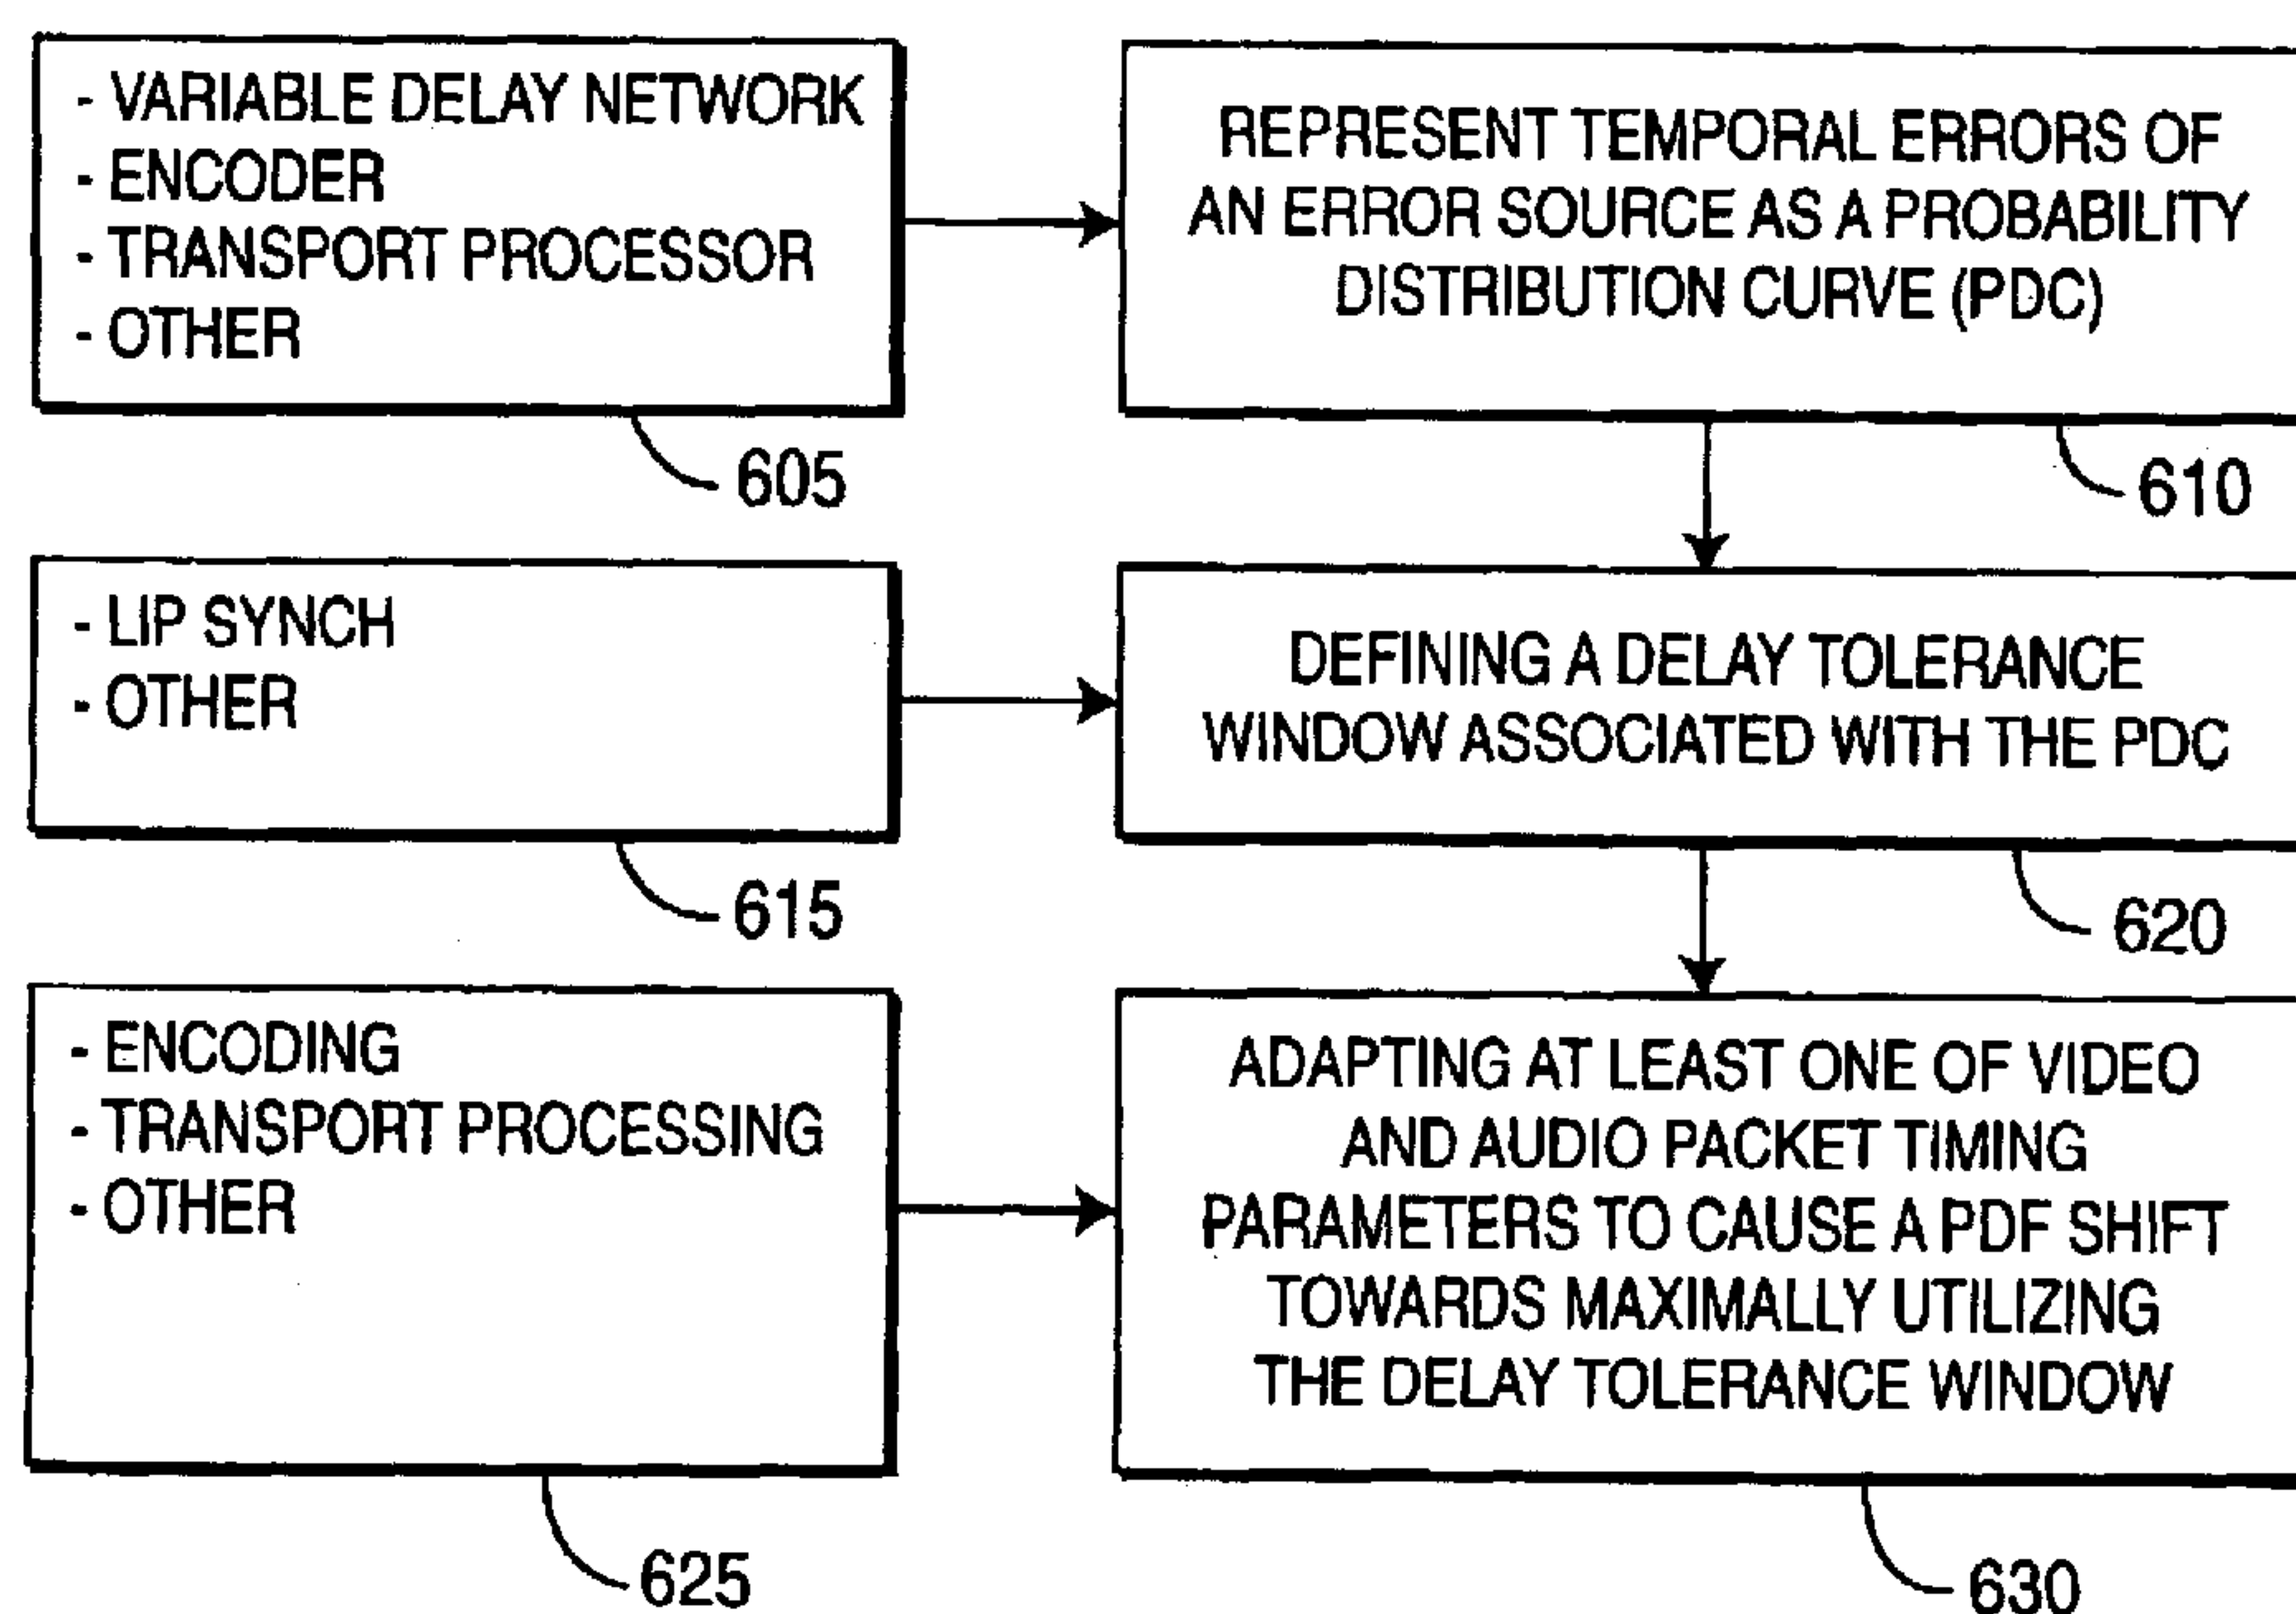 - VARIABLE DELAY NETWORK
- ENCODER
- TRANSPORT PROCESSOR
- OTHER
605
REPRESENT TEMPORAL ERRORS OF
AN ERROR SOURCE AS A PROBABILITY
DISTRIBUTION CURVE (PDC)
610
- LIP SYNCH
- OTHER
615
DEFINING A DELAY TOLERANCE
WINDOW ASSOCIATED WITH THE PDC
620
- ENCODING
- TRANSPORT PROCESSING
- OTHER
625
ADAPTING AT LEAST ONE OF VIDEO
AND AUDIO PACKET TIMING
PARAMETERS TO CAUSE A PDF SHIFT
TOWARDS MAXIMALLY UTILIZING
THE DELAY TOLERANCE WINDOW
630